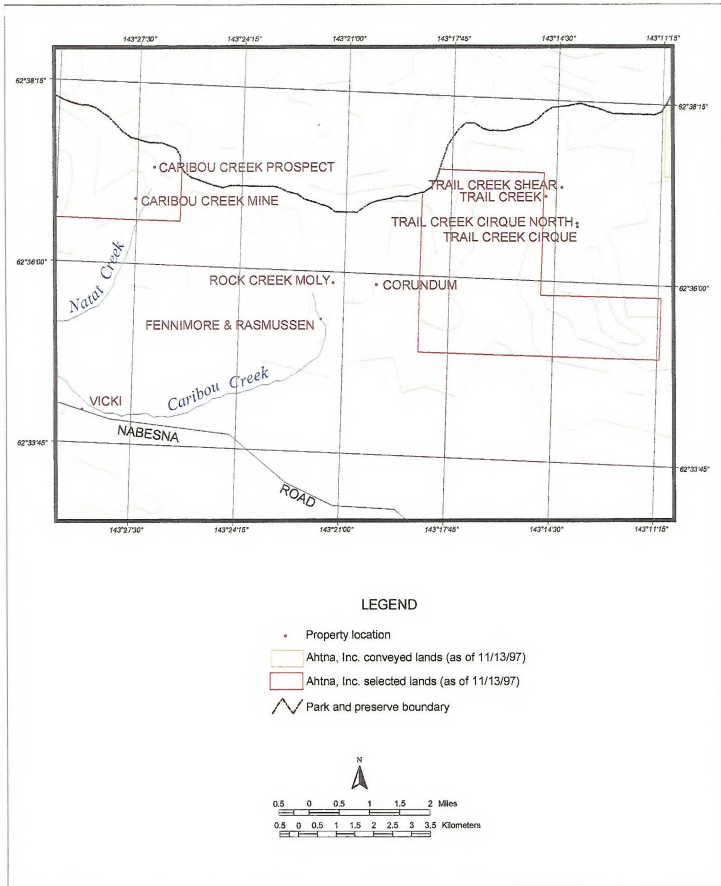 143°27'30" 143°24'15" 143°21'00" 143°17'45" 143°14'30" 143°11'15"
62°38'15" 62°38'15"
CARIBOU CREEK PROSPECT
TRAIL CREEK SHEAR
CARIBOU CREEK MINE
TRAIL CREEK
TRAIL CREEK CIRQUE NORTH
TRAIL CREEK CIRQUE
Natat Creek
62°36'00" 62°36'00"
ROCK CREEK MOLY
CORUNDUM
FENNIMORE & RASMUSSEN
Caribou Creek
VICKI
NABESNA
ROAD
62°33'45" 62°33'45"
143°27'30" 143°24'15" 143°21'00" 143°17'45" 143°14'30" 143°11'15"
LEGEND
Property location
Ahtna, Inc. conveyed lands (as of 11/13/97)
Ahtna, Inc. selected lands (as of 11/13/97)
Park and preserve boundary
N
0.5 0 0.5 1 1.5 2 Miles
0.5 0 0.5 1 1.5 2 2.5 3 3.5 Kilometers